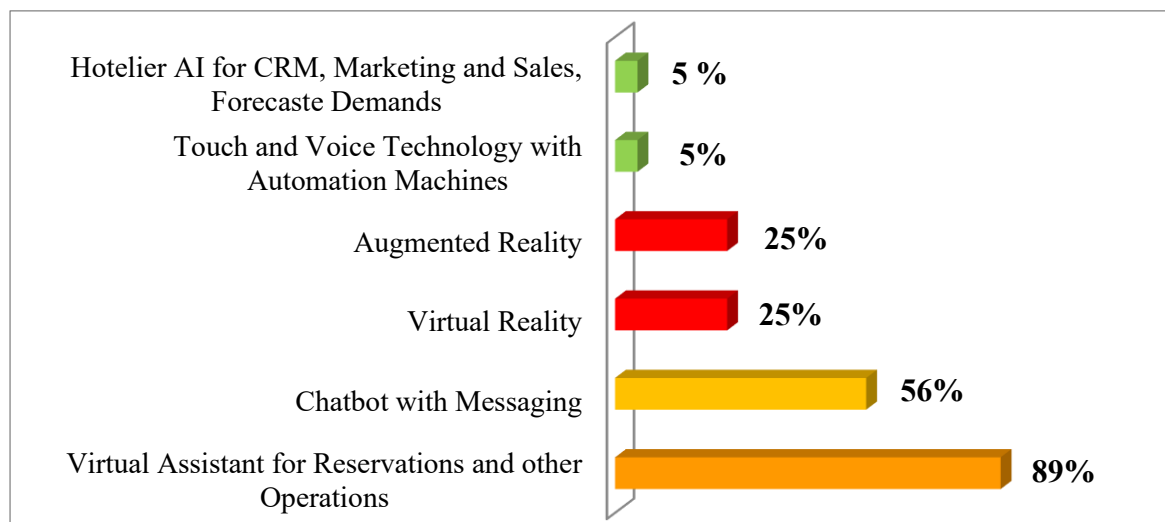 Hotelier AI for CRM, Marketing and Sales,
Forecaste Demands
5 %
Touch and Voice Technology with
Automation Machines
5%
Augmented Reality
25%
Virtual Reality
25%
Chatbot with Messaging
56%
Virtual Assistant for Reservations and other
Operations
89%